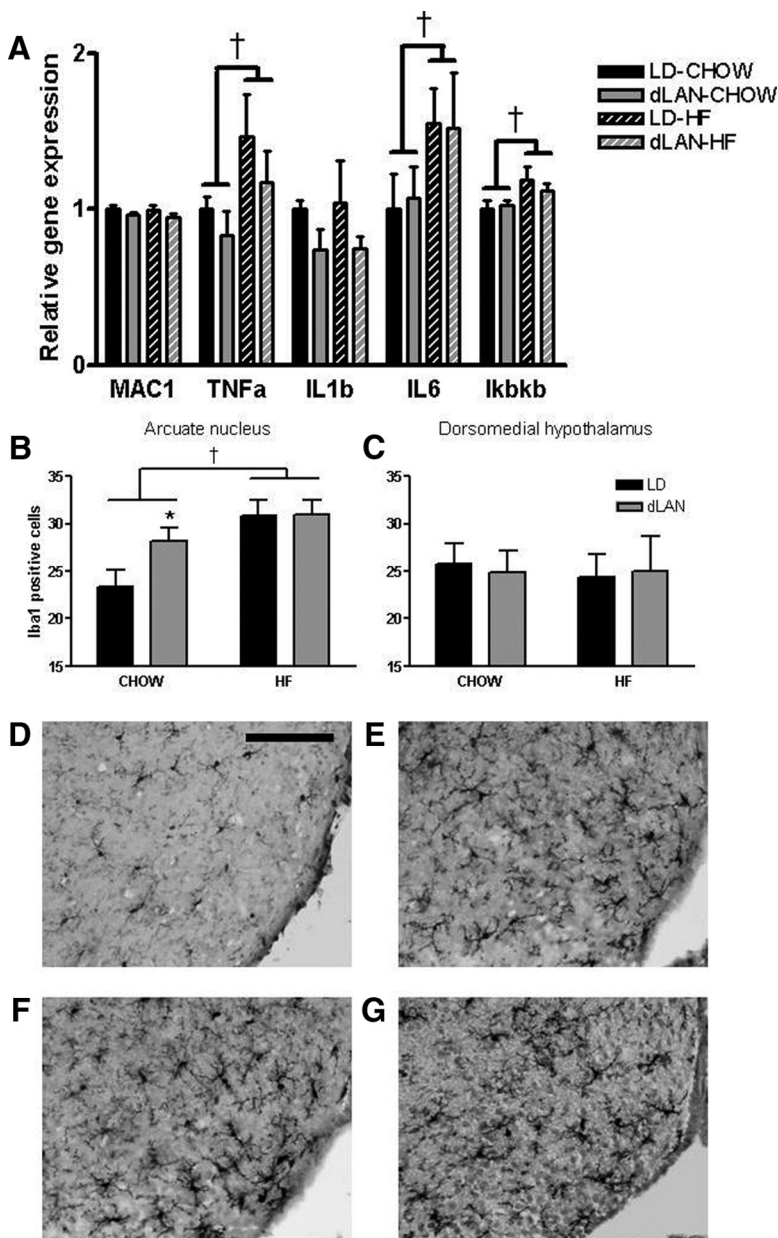 A
Relative gene expression
2
1
0
†
†
†
MAC1 TNFa IL1b IL6 Ikbkb
LD-CHOW
dLAN-CHOW
LD-HF
dLAN-HF
B
Arcuate nucleus
Iba1 positive cells
35
30
25
20
15
†
*
CHOW HF
C
Dorsomedial hypothalamus
35
30
25
20
15
LD
dLAN
CHOW HF
D
E
F
G